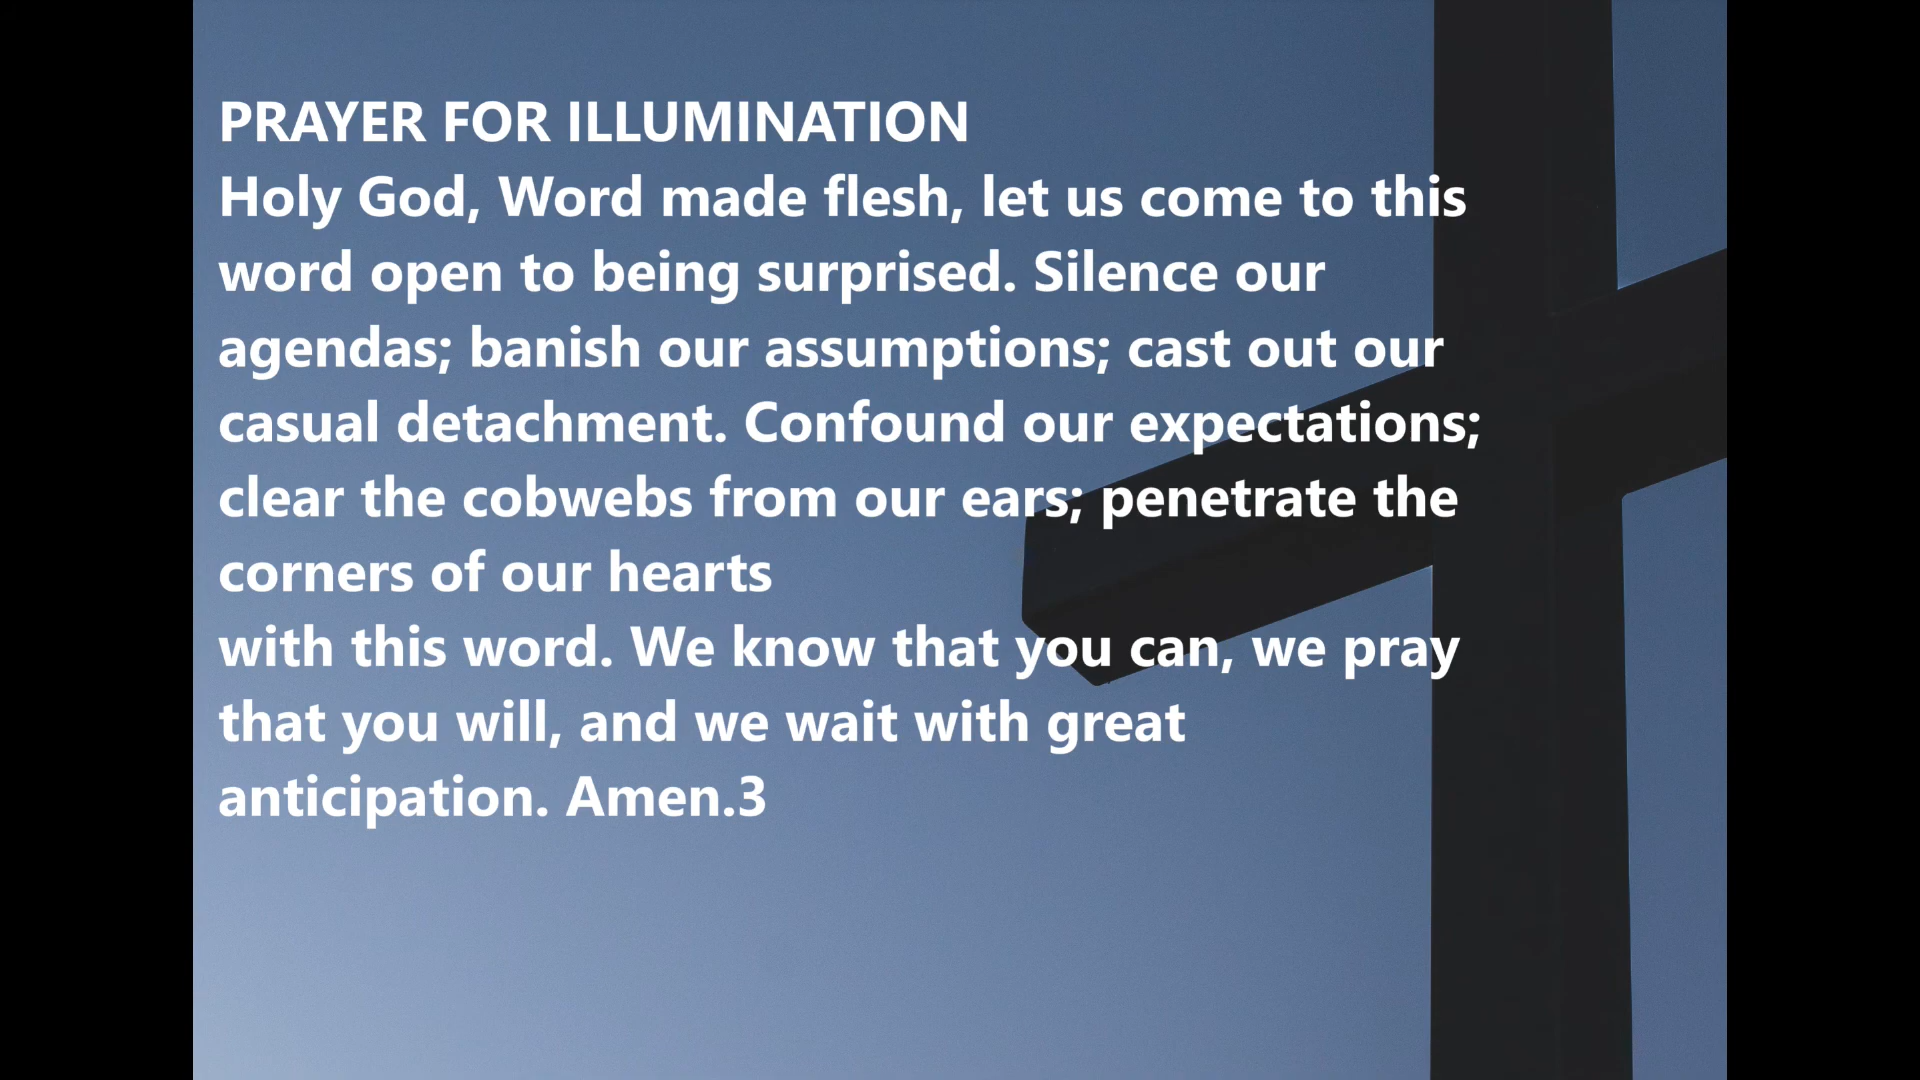 PRAYER FOR ILLUMINATION
Holy God, Word made flesh, let us come to this
word open to being surprised. Silence our
agendas; banish our assumptions; cast out our
casual detachment. Confound our expectations;
clear the cobwebs from our ears; penetrate the
corners of our hearts
with this word. We know that you can, we pray
that you will, and we wait with great
anticipation. Amen.3